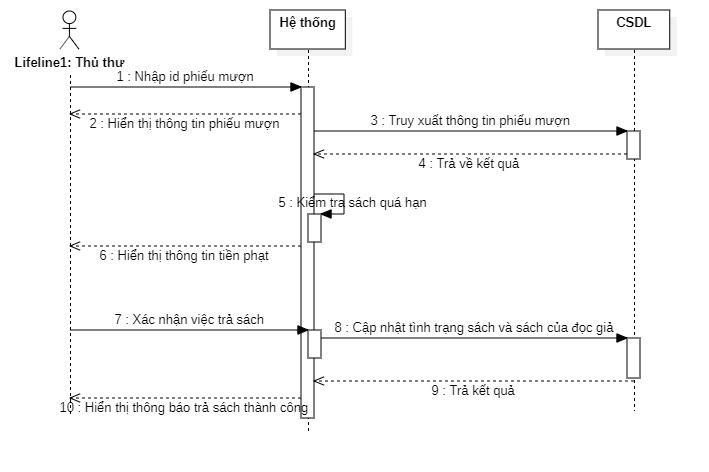 Hệ thống
CSDL
Lifeline1: Thủ thư
1 : Nhập id phiếu mượn
2 : Hiển thị thông tin phiếu mượn
3 : Truy xuất thông tin phiếu mượn
4 : Trả về kết quả
5 : Kiểm tra sách quá hạn
6 : Hiển thị thông tin tiền phạt
7 : Xác nhận việc trả sách
8 : Cập nhật tình trạng sách và sách của đọc giả
9 : Trả kết quả
10 : Hiển thị thông báo trả sách thành công